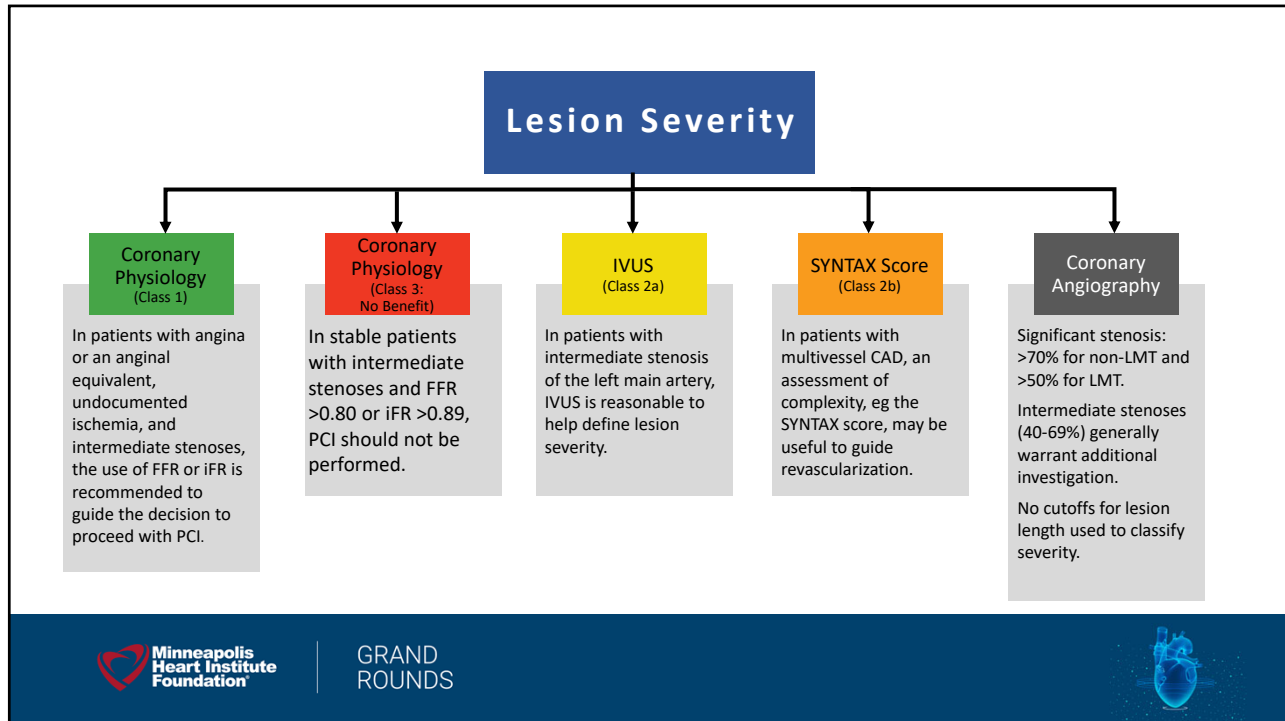 Lesion Severity
Coronary
Physiology
(Class 1)
In patients with angina
or an anginal
equivalent,
undocumented
ischemia, and
intermediate stenoses,
the use of FFR or iFR is
recommended to
guide the decision to
proceed with PCI.
Coronary
Physiology
(Class 3:
No Benefit)
In stable patients
with intermediate
stenoses and FFR
>0.80 or iFR >0.89,
PCI should not be
performed.
IVUS
(Class 2a)
In patients with
intermediate stenosis
of the left main artery,
IVUS is reasonable to
help define lesion
severity.
SYNTAX Score
(Class 2b)
In patients with
multivessel CAD, an
assessment of
complexity, eg the
SYNTAX score, may be
useful to guide
revascularization.
Coronary
Angiography
Significant stenosis:
>70% for non-LMT and
>50% for LMT.
Intermediate stenoses
(40-69%) generally
warrant additional
investigation.
No cutoffs for lesion
length used to classify
severity.
Minneapolis
Heart Institute
Foundation®
GRAND
ROUNDS